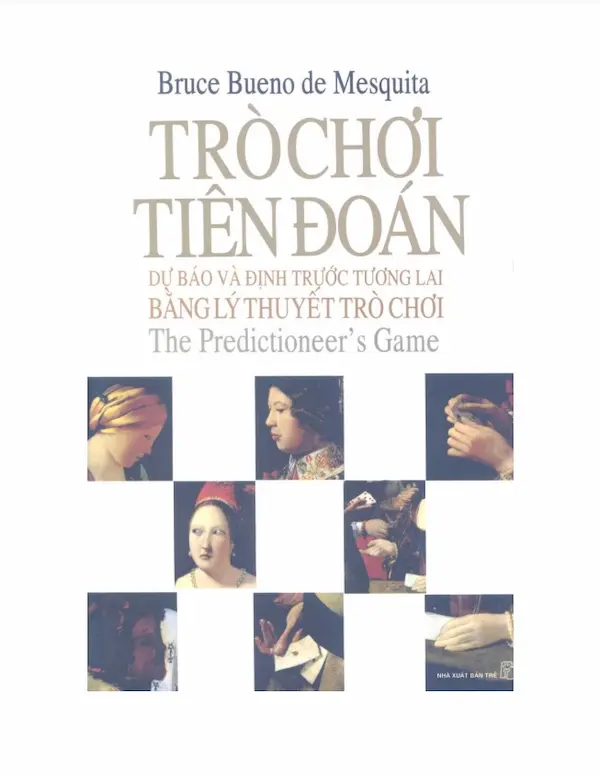 Bruce Bueno de Mesquita
TRÒ CHƠI
TIÊN ĐOÁN
DỰ BÁO VÀ ĐỊNH TRƯỚC TƯƠNG LAI
BẰNG LÝ THUYẾT TRÒ CHƠI
The Predictioneer's Game
NHÀ XUẤT BẢN TRẺ